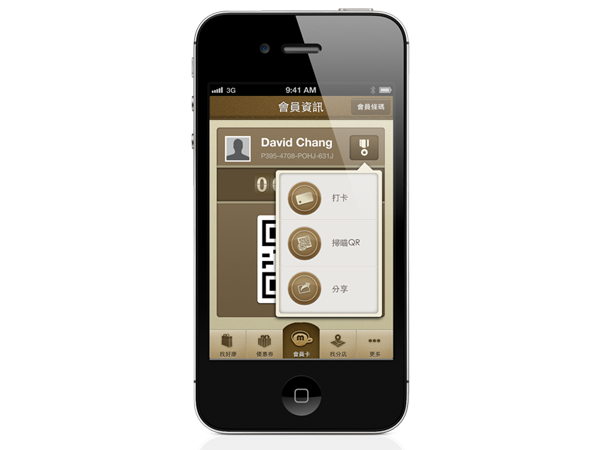 3G 9:41 AM
會員資訊
會員條碼
David Chang
P395-4708-POHJ-631J
打卡
掃瞄QR
分享
找好康 優惠券 會員卡 找分店 更多